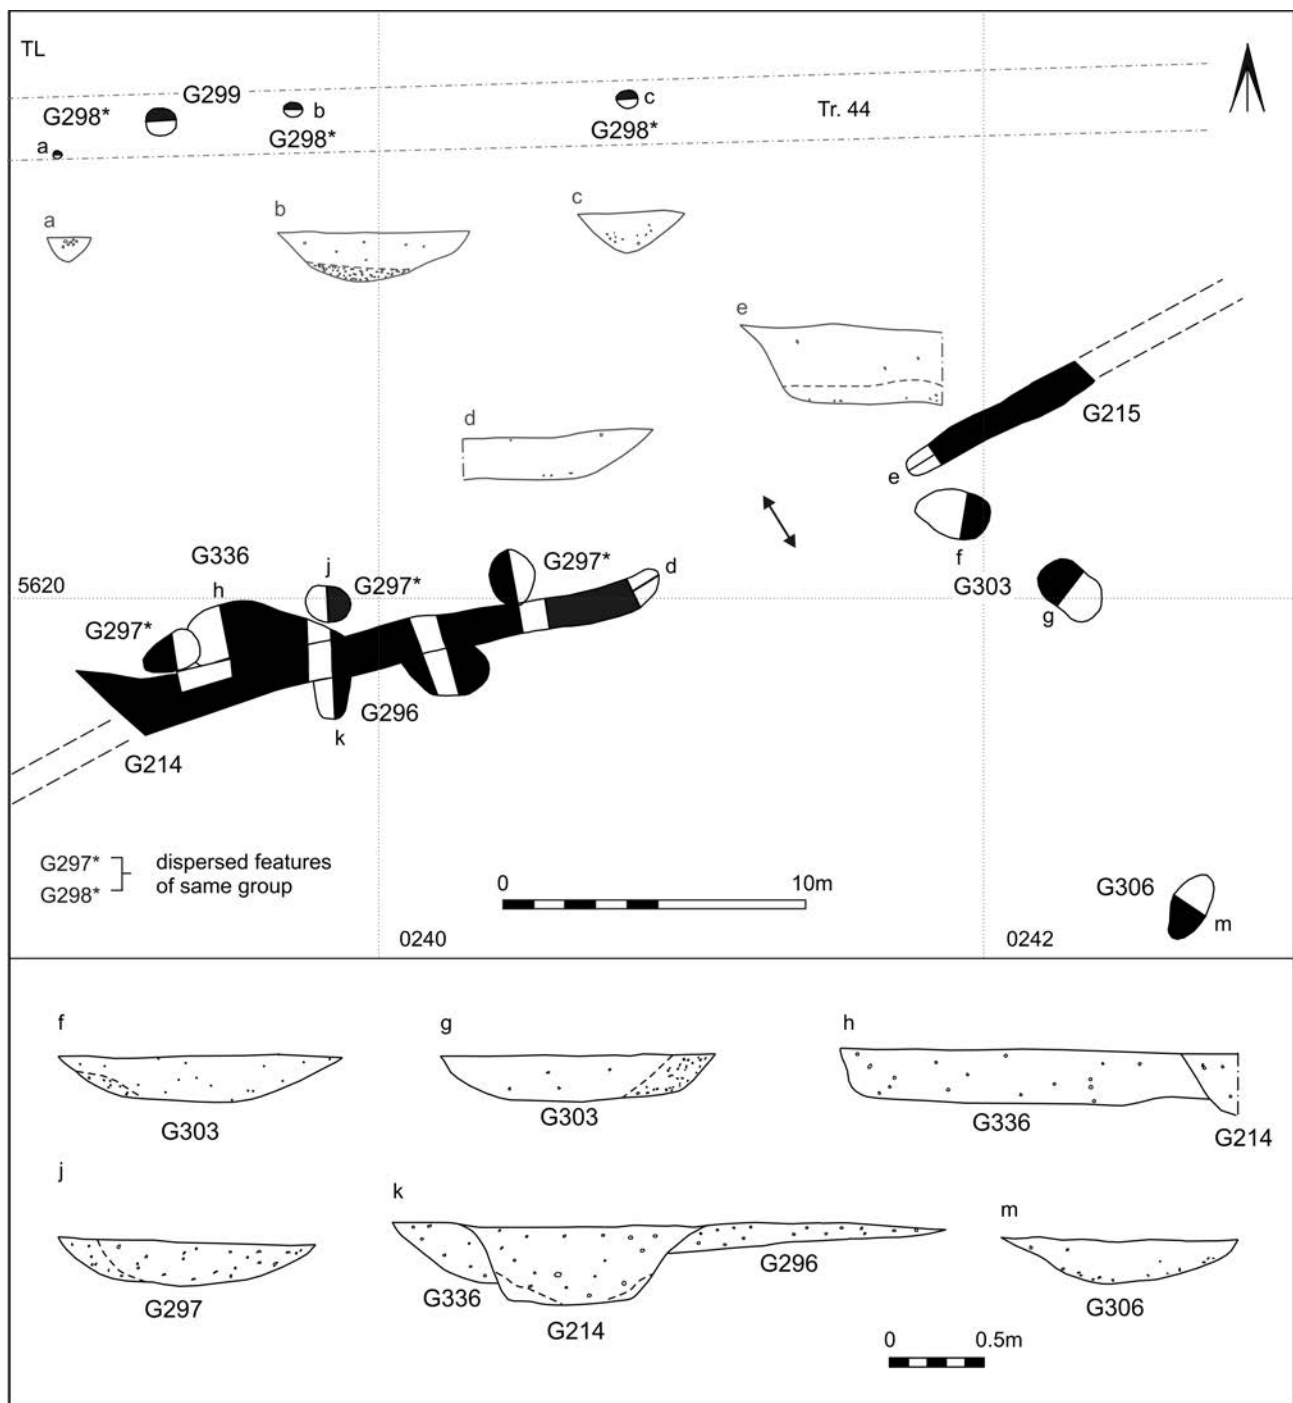 TL
G299
G298*
b
c
Tr. 44
G298*
G298*
a
a
b
c
e
d
G215
e
G336
j
G297*
G297*
d
f
5620
h
G303
g
G297*
G296
k
G214
G297*
G298*
dispersed features
of same group
0
10m
G306
m
0240
0242
f
g
h
G303
G303
G336
G214
j
k
m
G297
G336
G214
G296
G306
0
0.5m